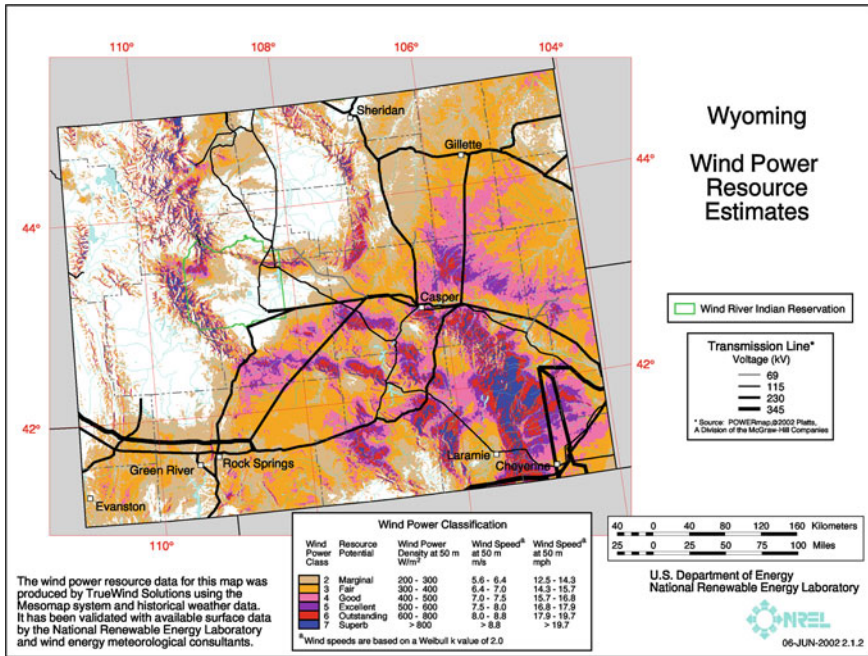 110°
108°
106°
104°
44°
44°
42°
42°
110°
108°
106°
104°
Sheridan
Gillette
Casper
Laramie
Cheyenne
Rock Springs
Green River
Evanston
Wyoming
Wind Power
Resource
Estimates
Wind River Indian Reservation
Transmission Line*
Voltage (kV)
69
115
230
345
* Source: POWERmap,©2002 Platts,
A Division of the McGraw-Hill Companies
Wind Power Classification
Wind Power Class Resource Potential Wind Power Density at 50 m W/m² Wind Speedª at 50 m m/s Wind Speedª at 50 m mph
2 Marginal 200 - 300 5.6 - 6.4 12.5 - 14.3
3 Fair 300 - 400 6.4 - 7.0 14.3 - 15.7
4 Good 400 - 500 7.0 - 7.5 15.7 - 16.8
5 Excellent 500 - 600 7.5 - 8.0 16.8 - 17.9
6 Outstanding 600 - 800 8.0 - 8.8 17.9 - 19.7
7 Superb > 800 > 8.8 > 19.7
ªWind speeds are based on a Weibull k value of 2.0
40 0 40 80 120 160 Kilometers
25 0 25 50 75 100 Miles
The wind power resource data for this map was
produced by TrueWind Solutions using the
Mesomap system and historical weather data.
It has been validated with available surface data
by the National Renewable Energy Laboratory
and wind energy meteorological consultants.
U.S. Department of Energy
National Renewable Energy Laboratory
NREL
06-JUN-2002 2.1.2